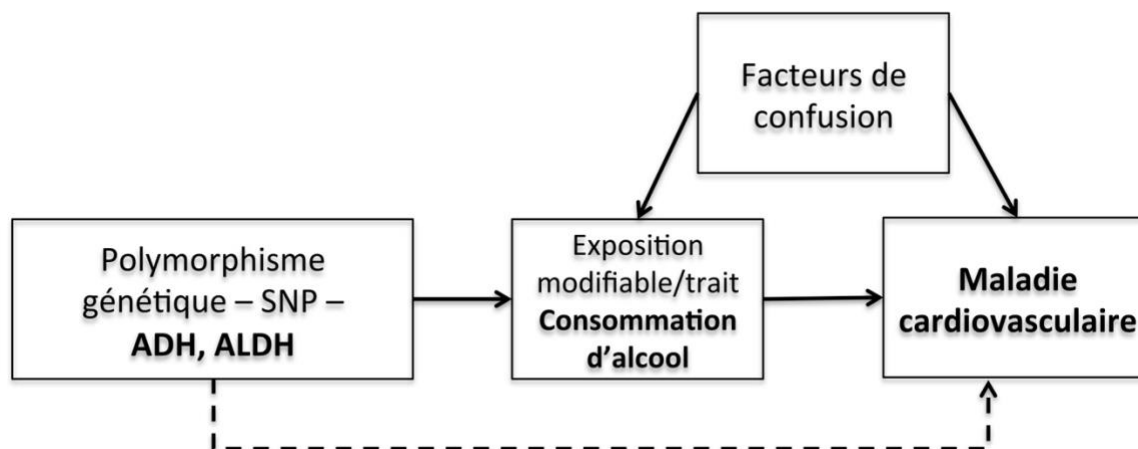 Facteurs de
confusion
Polymorphisme
génétique – SNP –
ADH, ALDH
Exposition
modifiable/trait
Consommation
d’alcool
Maladie
cardiovasculaire